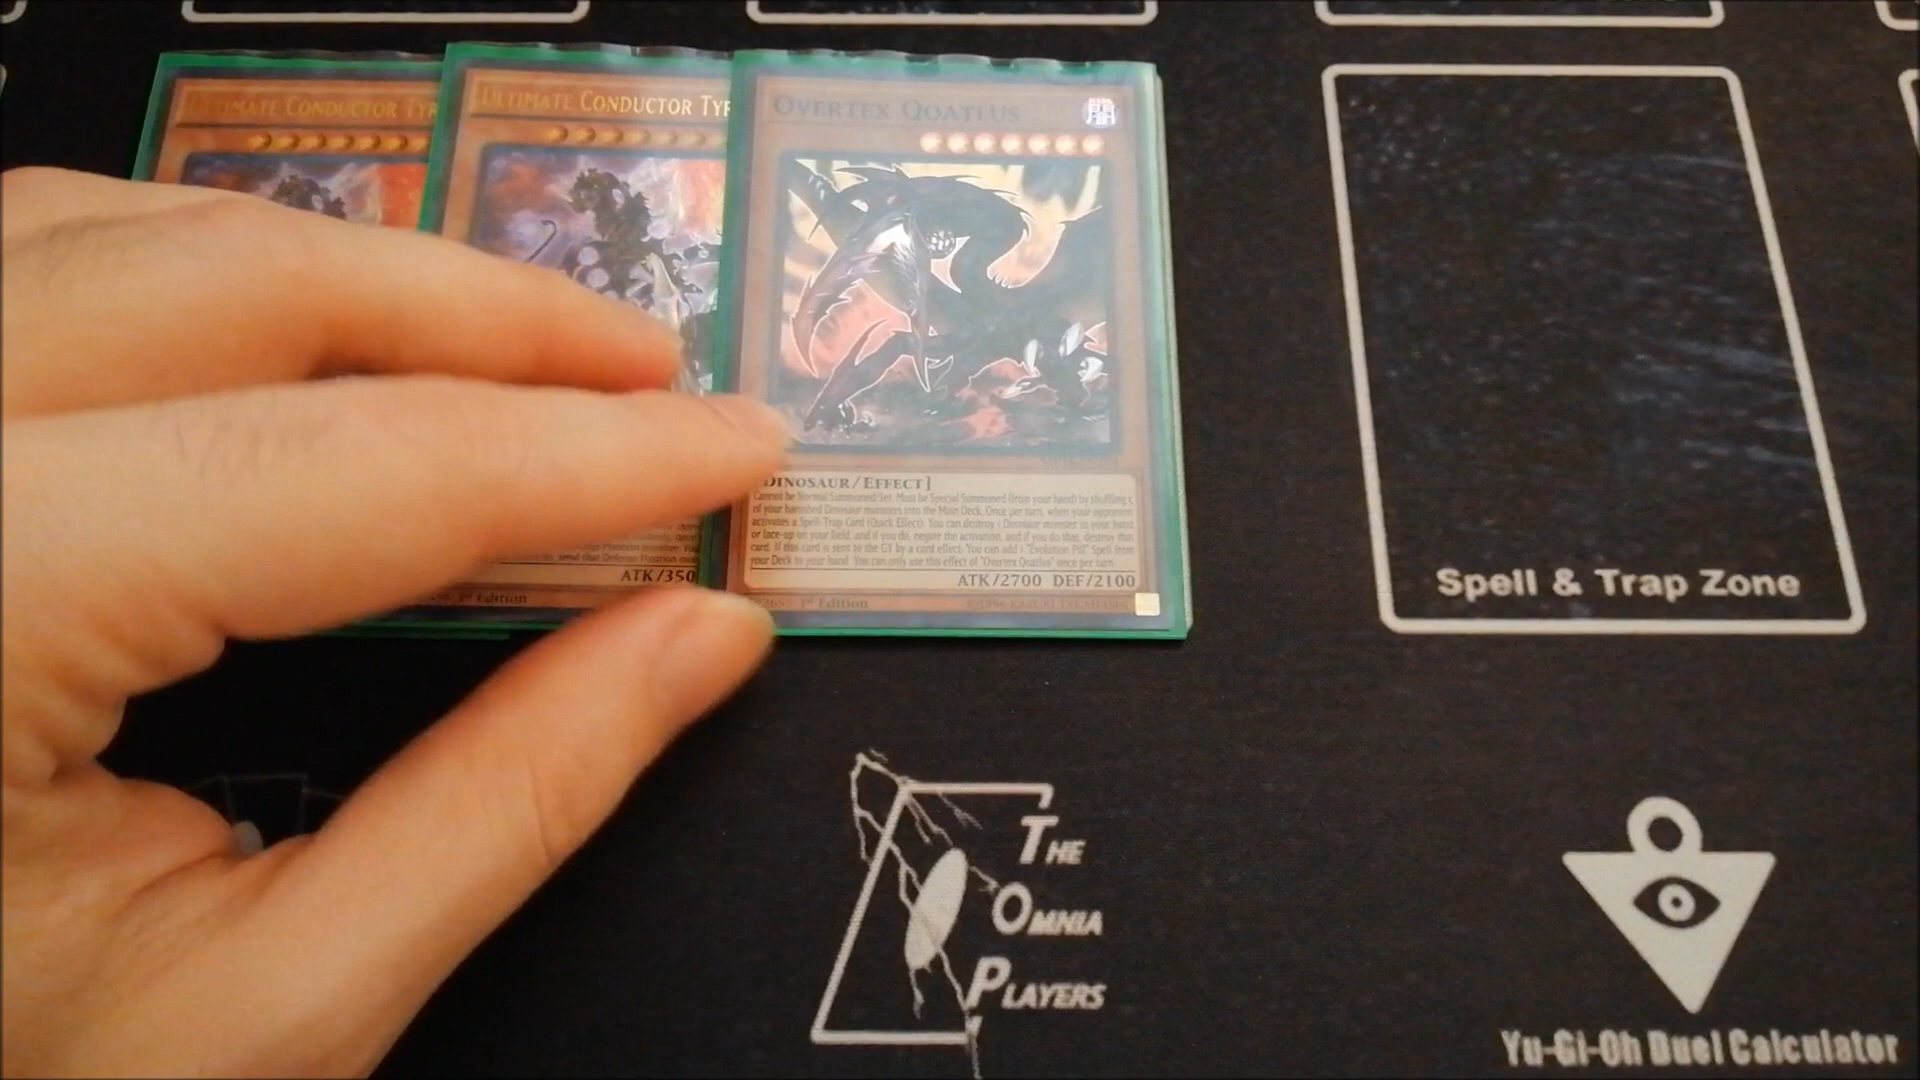 ULTIMATE CONDUCTOR TYR
ULTIMATE CONDUCTOR TYR
OVERTEX QOATLUS
DINOSAUR/EFFECT]
Cannot be Normal Summoned/Set. Must be Special Summoned (from your hand) by shuffling 5
of your banished Dinosaur monsters into the Main Deck. Once per turn, when your opponent
activates a Spell/Trap Card (Quick Effect): You can destroy 1 Dinosaur monster in your hand
or face-up on your field, and if you do, negate the activation, and if you do that, destroy that
card. If this card is sent to the GY by a card effect: You can add 1 "Evolution Pill" Spell from
your Deck to your hand. You can only use this effect of "Overtex Qoatlus" once per turn.
ATK/2700 DEF/2100
1st Edition
©1996 KAZUKI TAKAHASHI
ATK/350
1st Edition
Spell & Trap Zone
THE
OMNIA
PLAYERS
Yu-Gi-Oh Duel Calculator